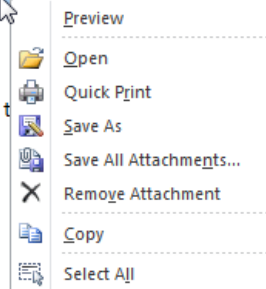 Preview
Open
Quick Print
t
Save As
Save All Attachments...
Remove Attachment
Copy
Select All